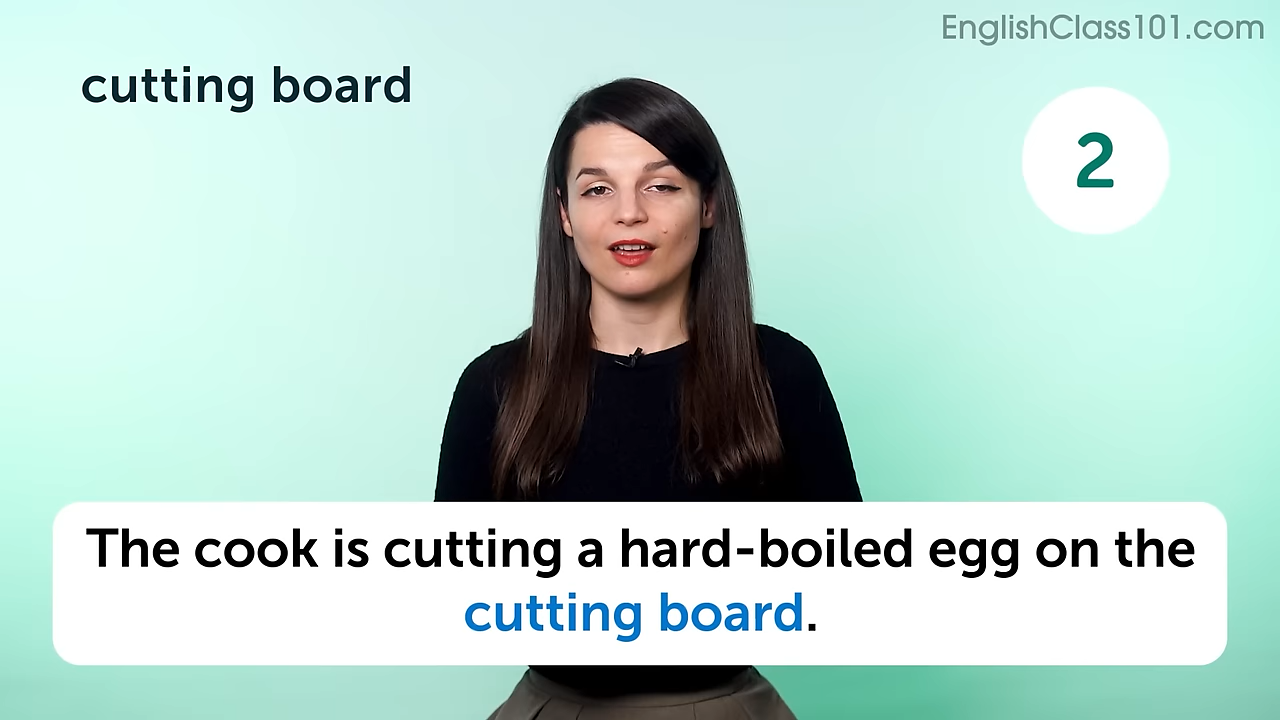 EnglishClass101.com
cutting board
2
The cook is cutting a hard-boiled egg on the
cutting board.